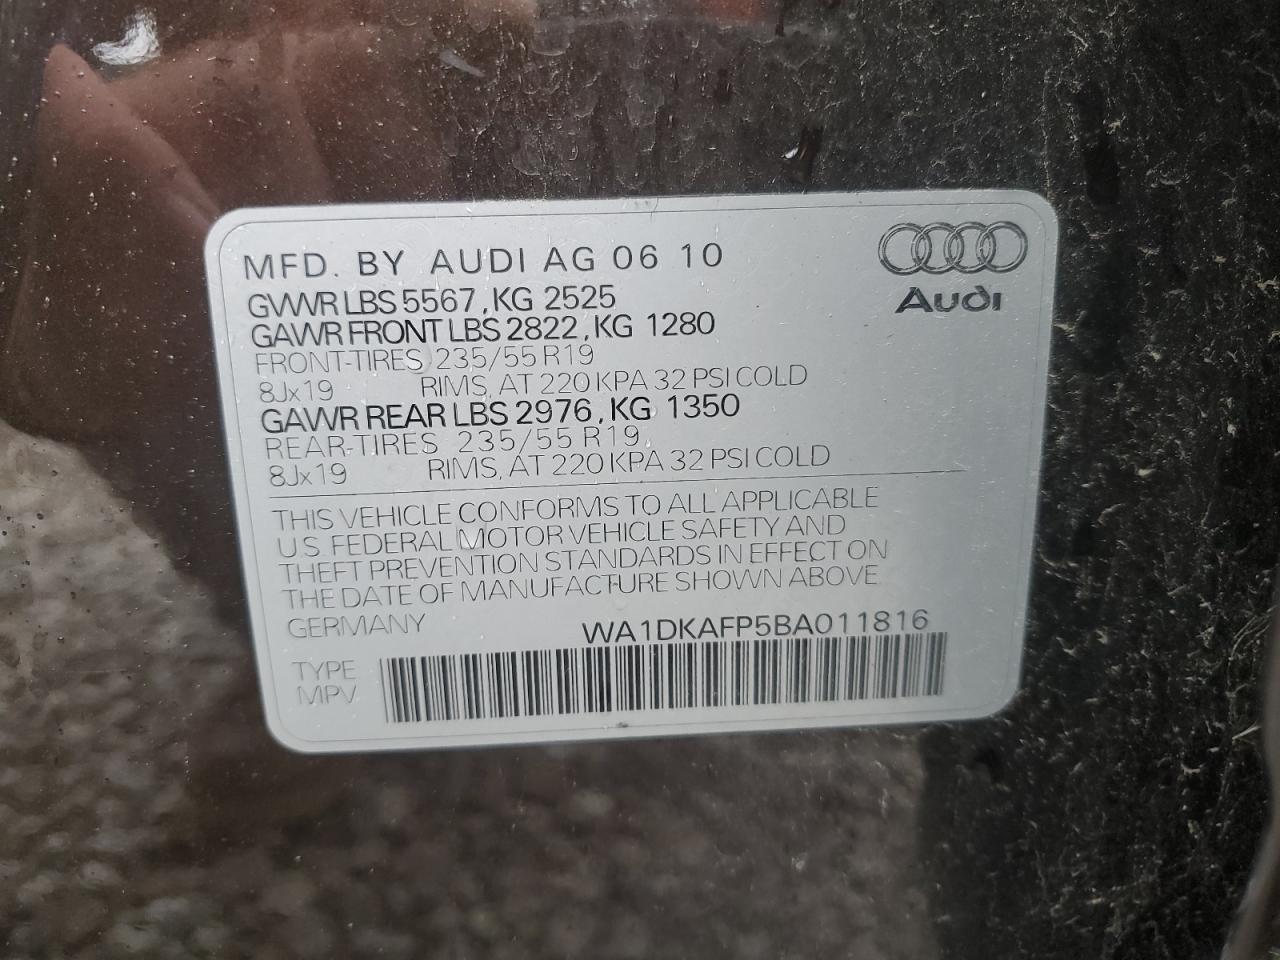 MFD. BY AUDI AG 06 10
Audi
GVWR LBS 5567, KG 2525
GAWR FRONT LBS 2822, KG 1280
FRONT-TIRES 235/55 R19
8Jx19 RIMS, AT 220 KPA 32 PSI COLD
GAWR REAR LBS 2976, KG 1350
REAR-TIRES 235/55 R19
8Jx19 RIMS, AT 220 KPA 32 PSI COLD
THIS VEHICLE CONFORMS TO ALL APPLICABLE
U.S. FEDERAL MOTOR VEHICLE SAFETY AND
THEFT PREVENTION STANDARDS IN EFFECT ON
THE DATE OF MANUFACTURE SHOWN ABOVE
GERMANY WA1DKAFP5BA011816
TYPE
MPV